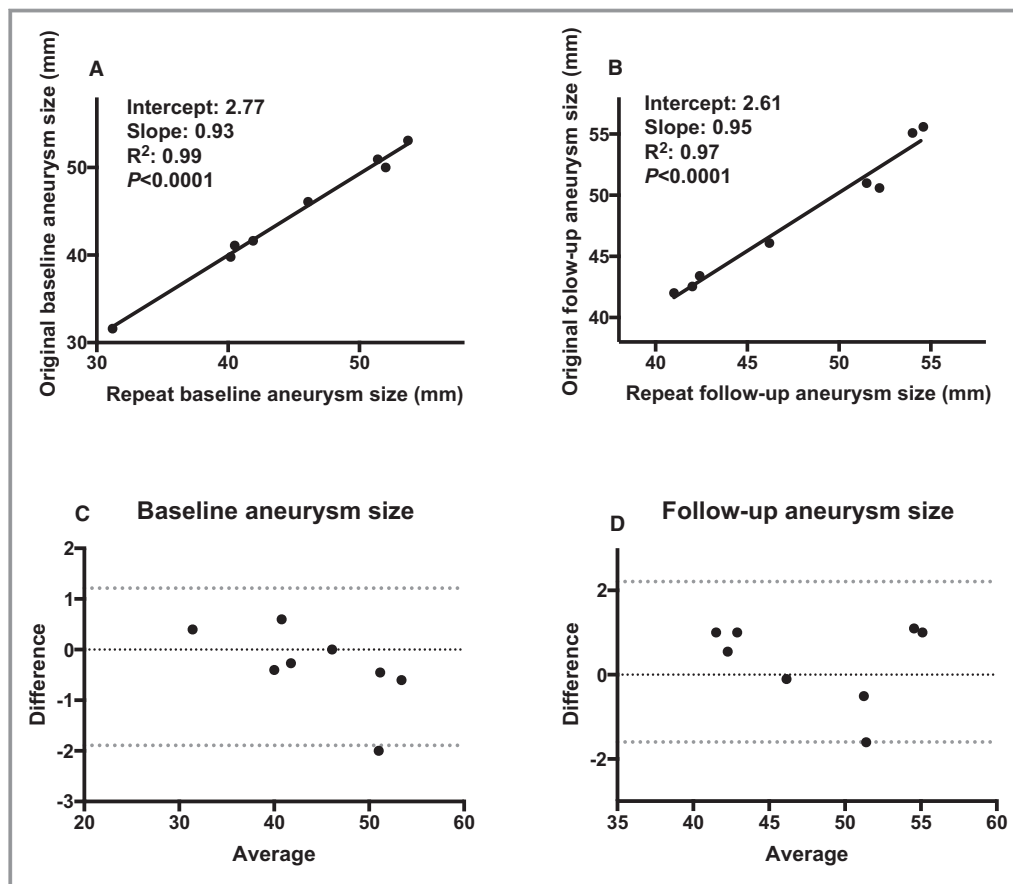 A
Original baseline aneurysm size (mm)
Intercept: 2.77
Slope: 0.93
R²: 0.99
P<0.0001
50
40
30
30 40 50
Repeat baseline aneurysm size (mm)
B
Original folow-up aneurysm size (mm)
Intercept: 2.61
Slope: 0.95
R²: 0.97
P<0.0001
55
50
45
40
40 45 50 55
Repeat follow-up aneurysm size (mm)
C Baseline aneurysm size
Difference
2
1
0
-1
-2
-3
20 30 40 50 60
Average
D Follow-up aneurysm size
Difference
2
0
-2
35 40 45 50 55 60
Average